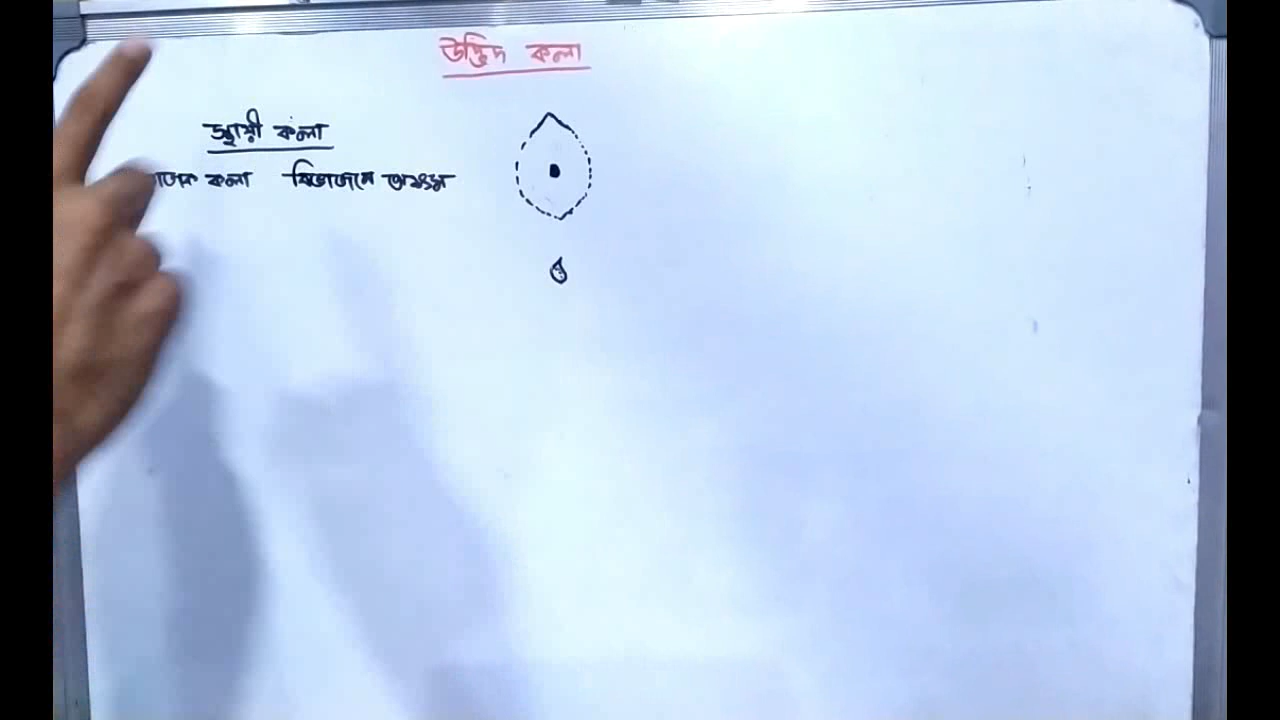 উদ্ভিদ কলা
স্থায়ী কলা
কলা বিভাজনে অক্ষম